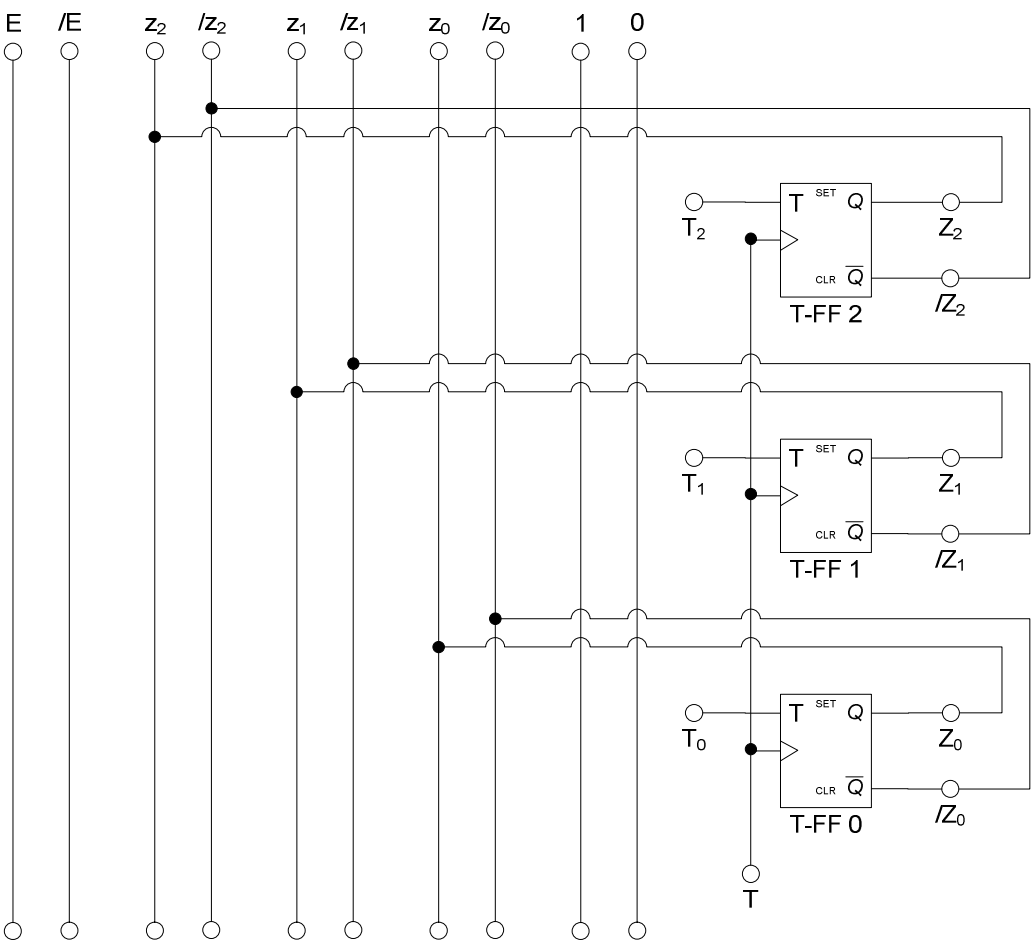 E /E z₂ /z₂ z₁ /z₁ z₀ /z₀ 1 0
T SET Q
T₂ Z₂
CLR Q̅
/Z₂
T-FF 2
T SET Q
T₁ Z₁
CLR Q̅
/Z₁
T-FF 1
T SET Q
T₀ Z₀
CLR Q̅
/Z₀
T-FF 0
T